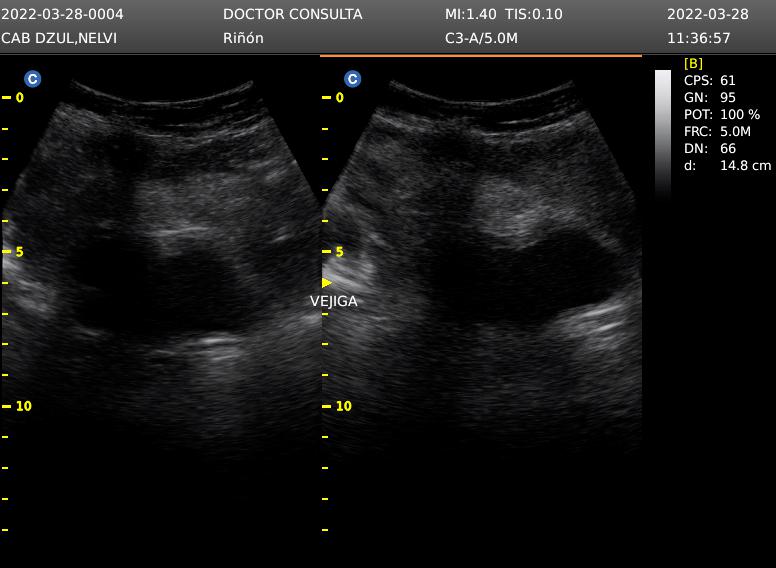 2022-03-28-0004 DOCTOR CONSULTA MI:1.40 TIS:0.10 2022-03-28
CAB DZUL,NELVI Riñón C3-A/5.0M 11:36:57
C C [B]
0 0 CPS: 61
GN: 95
POT: 100 %
FRC: 5.0M
DN: 66
d: 14.8 cm
5 5
VEJIGA
10 10